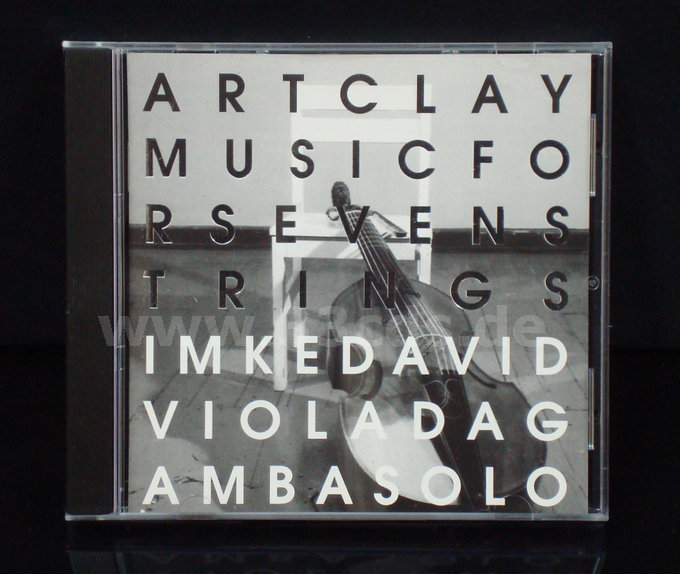 ARTCLAY
MUSICFO
RSEVENS
TRINGS
IMKEDAVID
VIOLADAG
AMBASOLO